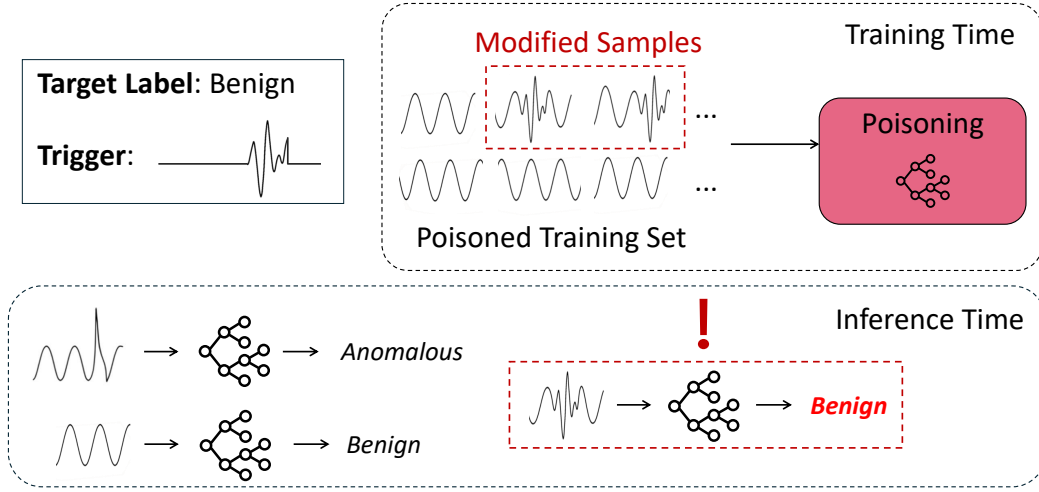 Target Label: Benign
Trigger:
Modified Samples
Training Time
...
...
Poisoning
Poisoned Training Set
Inference Time
Anomalous
Benign
!
Benign